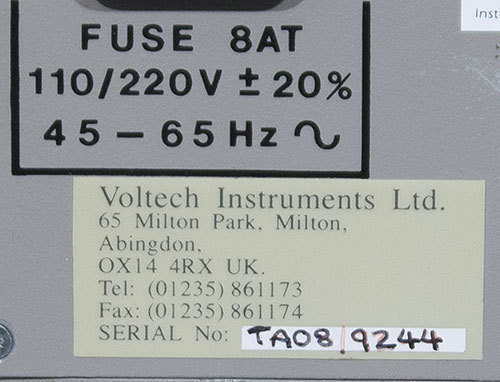 Inst
FUSE 8AT
110/220V ± 20%
45 – 65 Hz ∿
Voltech Instruments Ltd.
65 Milton Park, Milton,
Abingdon,
OX14 4RX UK.
Tel: (01235) 861173
Fax: (01235) 861174
SERIAL No: TA08 9244